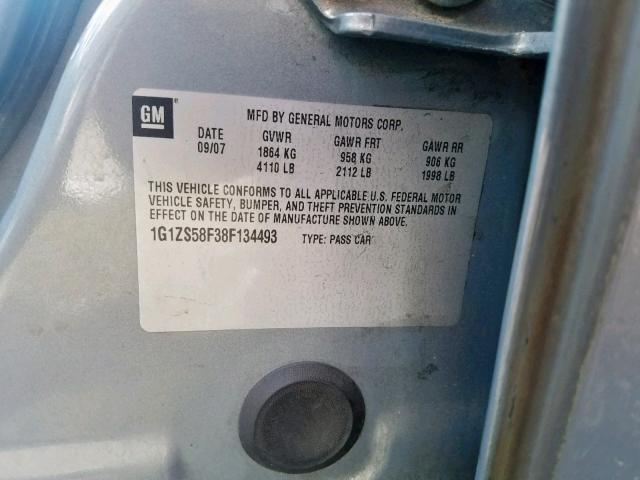 GM
MFD BY GENERAL MOTORS CORP.
DATE GVWR GAWR FRT GAWR RR
09/07 1864 KG 958 KG 906 KG
4110 LB 2112 LB 1998 LB
THIS VEHICLE CONFORMS TO ALL APPLICABLE U.S. FEDERAL MOTOR
VEHICLE SAFETY, BUMPER, AND THEFT PREVENTION STANDARDS IN
EFFECT ON THE DATE OF MANUFACTURE SHOWN ABOVE.
1G1ZS58F38F134493 TYPE: PASS CAR